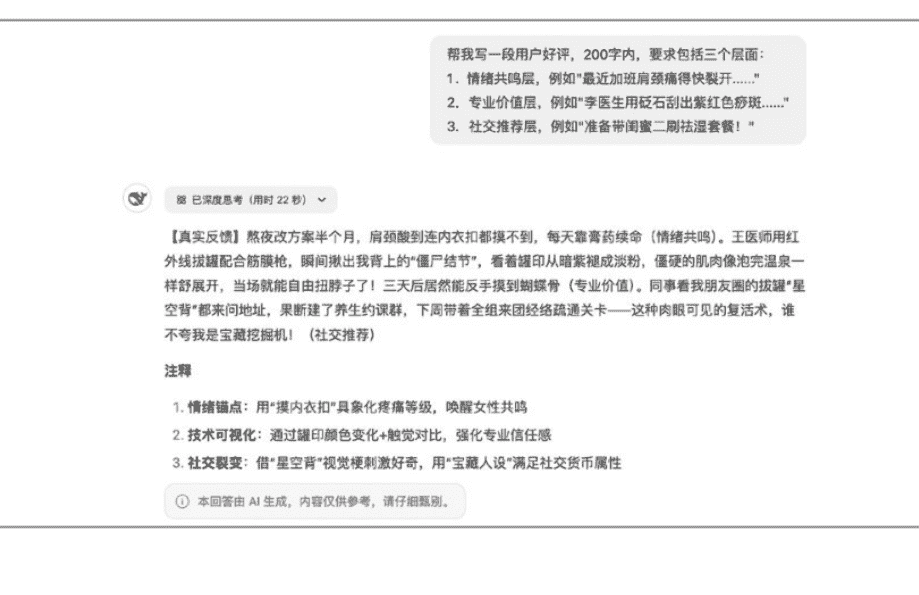 帮我写一段用户好评，200字内，要求包括三个层面：
1. 情绪共鸣层，例如"最近加班肩颈痛得快裂开......"
2. 专业价值层，例如"李医生用砭石刮出紫红色痧斑......"
3. 社交推荐层，例如"准备带闺蜜二刷祛湿套餐！"
已深度思考（用时 22 秒）
【真实反馈】熬夜改方案半个月，肩颈酸到连内衣扣都摸不到，每天靠膏药续命（情绪共鸣）。王医师用红
外线拔罐配合筋膜枪，瞬间揪出我背上的“僵尸结节”，看着罐印从暗紫褪成淡粉，僵硬的肌肉像泡完温泉一
样舒展开，当场就能自由扭脖子了！三天后居然能反手摸到蝴蝶骨（专业价值）。同事看我朋友圈的拔罐“星
空背”都来问地址，果断建了养生约课群，下周带着全组来团经络疏通关卡——这种肉眼可见的复活术，谁
不夸我是宝藏挖掘机！（社交推荐）
注释
1. 情绪锚点：用“摸内衣扣”具象化疼痛等级，唤醒女性共鸣
2. 技术可视化：通过罐印颜色变化+触觉对比，强化专业信任感
3. 社交裂变：借“星空背”视觉梗刺激好奇，用“宝藏人设”满足社交货币属性
本回答由 AI 生成，内容仅供参考，请仔细甄别。